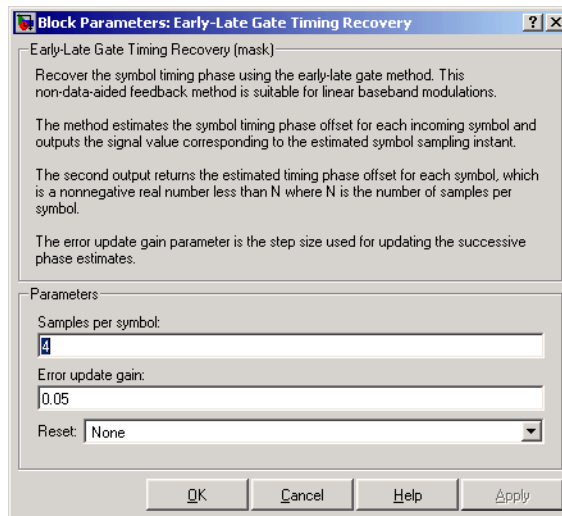 Block Parameters: Early-Late Gate Timing Recovery
Early-Late Gate Timing Recovery (mask)
Recover the symbol timing phase using the early-late gate method. This
non-data-aided feedback method is suitable for linear baseband modulations.
The method estimates the symbol timing phase offset for each incoming symbol and
outputs the signal value corresponding to the estimated symbol sampling instant.
The second output returns the estimated timing phase offset for each symbol, which
is a nonnegative real number less than N where N is the number of samples per
symbol.
The error update gain parameter is the step size used for updating the successive
phase estimates.
Parameters
Samples per symbol:
4
Error update gain:
0.05
Reset: None
OK Cancel Help Apply